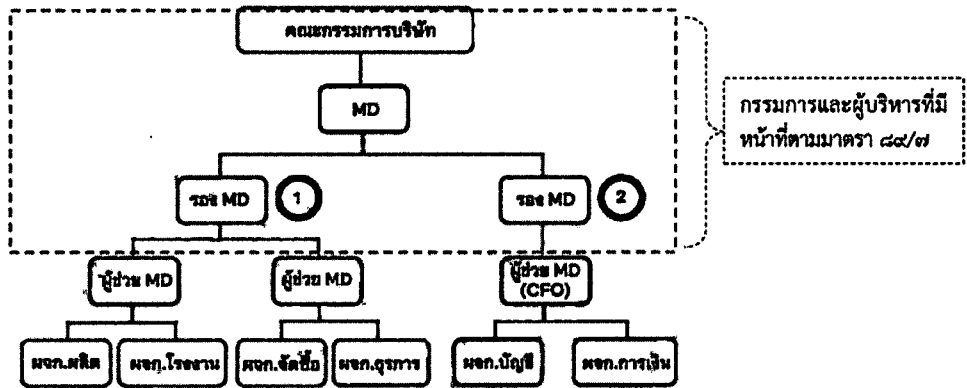 คณะกรรมการบริษัท
MD
กรรมการและผู้บริหารที่มี
หน้าที่ตามมาตรา ๘๙/๗
รอง MD
1
รอง MD
2
ผู้ช่วย MD
ผู้ช่วย MD
ผู้ช่วย MD
(CFO)
ผจก.ผลิต
ผจก.โรงงาน
ผจก.จัดซื้อ
ผจก.ธุรการ
ผจก.บัญชี
ผจก.การเงิน